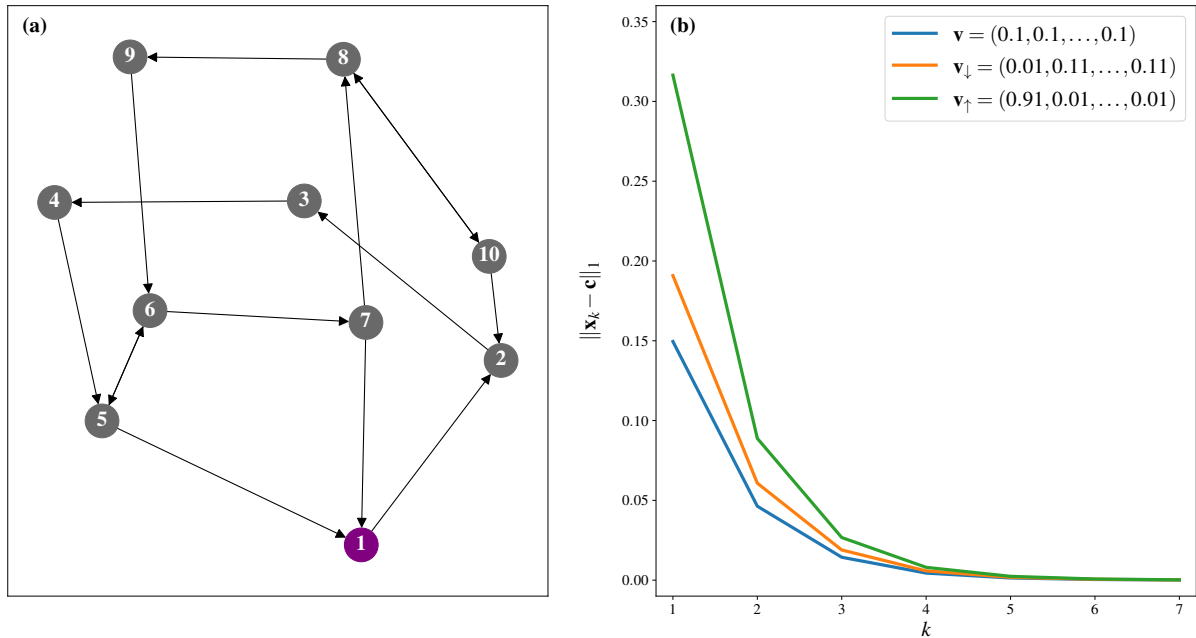 (a)
9
8
4
3
10
6
7
2
5
1
(b)
v = (0.1, 0.1, ..., 0.1)
v↓ = (0.01, 0.11, ..., 0.11)
v↑ = (0.91, 0.01, ..., 0.01)
0.35
0.30
0.25
0.20
0.15
0.10
0.05
0.00
‖x_k − c‖₁
1 2 3 4 5 6 7
k